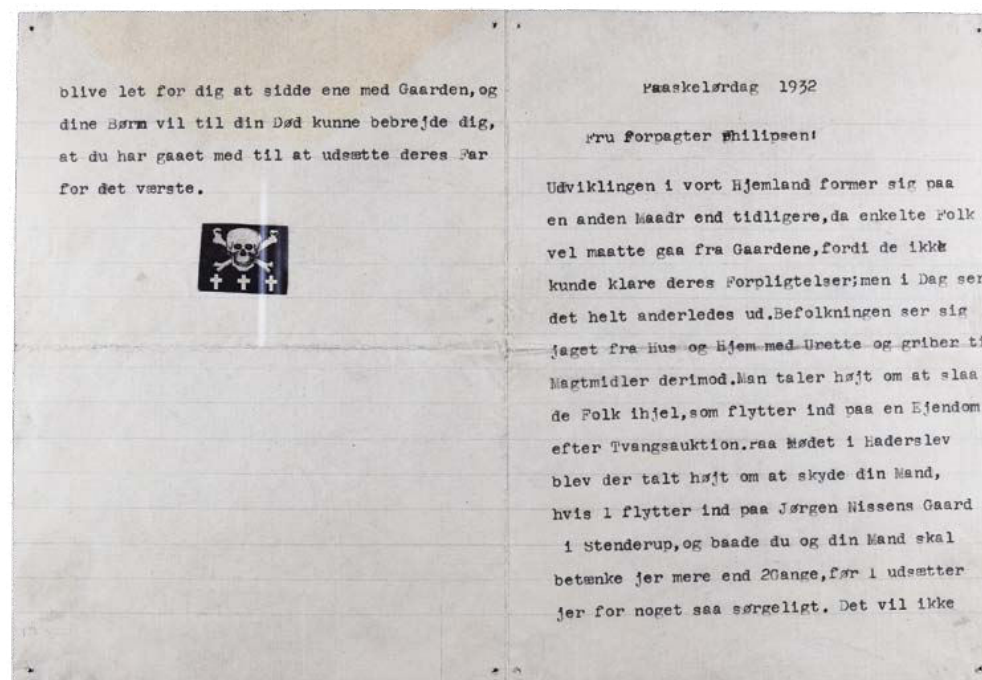 Paaskelørdag 1932
Fru Forpagter Philipsen!
Udviklingen i vort Hjemland former sig paa
en anden Maadr end tidligere,da enkelte Folk
vel maatte gaa fra Gaardene,fordi de ikke
kunde klare deres Forpligtelser;men i Dag ser
det helt anderledes ud.Befolkningen ser sig
jaget fra Hus og Hjem med Urette og griber ti
Magtmidler derimod.Man taler højt om at slaa
de Folk ihjel,som flytter ind paa en Ejendom
efter Tvangsauktion.Paa Mødet i Haderslev
blev der talt højt om at skyde din Mand,
hvis I flytter ind paa Jørgen Nissens Gaard
i Stenderup,og baade du og din Mand skal
betænke jer mere end 2Gange,før I udsætter
jer for noget saa sørgeligt. Det vil ikke
blive let for dig at sidde ene med Gaarden,og
dine Børn vil til din Død kunne bebrejde dig,
at du har gaaet med til at udsætte deres Far
for det værste.